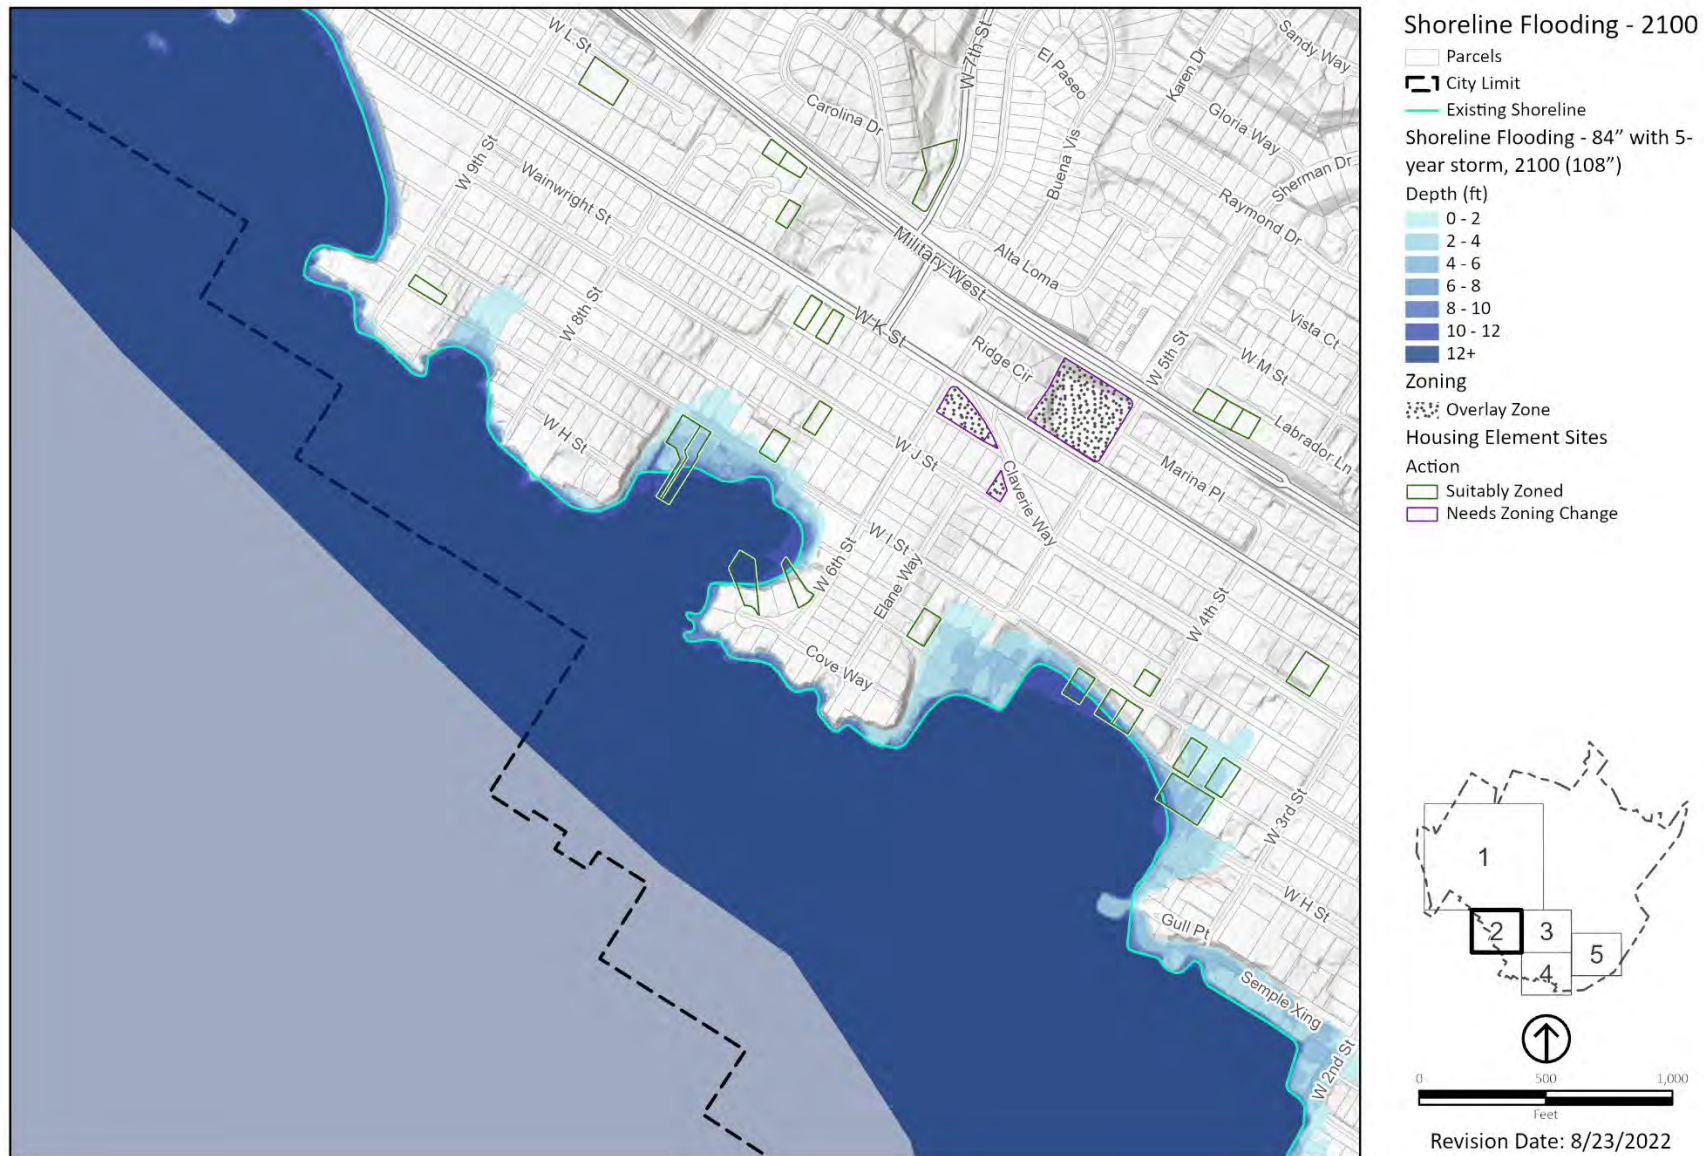 Shoreline Flooding - 2100
Parcels
City Limit
Existing Shoreline
Shoreline Flooding - 84” with 5-
year storm, 2100 (108”)
Depth (ft)
0 - 2
2 - 4
4 - 6
6 - 8
8 - 10
10 - 12
12+
Zoning
Overlay Zone
Housing Element Sites
Action
Suitably Zoned
Needs Zoning Change
W L St
W 7th St
El Paseo
Karen Dr
Sandy Way
Carolina Dr
Gloria Way
Buena Vis
Sherman Dr
W 9th St
Wainwright St
Raymond Dr
Military West
Alta Loma
W 8th St
W K St
Ridge Cir
W 5th St
Vista Ct
W M St
Labrador Ln
W H St
W J St
Claverie Way
Marina Pl
W I St
W 6th St
Elane Way
W 4th St
Cove Way
W 3rd St
W H St
Gull Pt
Semple Xing
W 2nd St
1
2
3
4
5
0
500
1,000
Feet
Revision Date: 8/23/2022